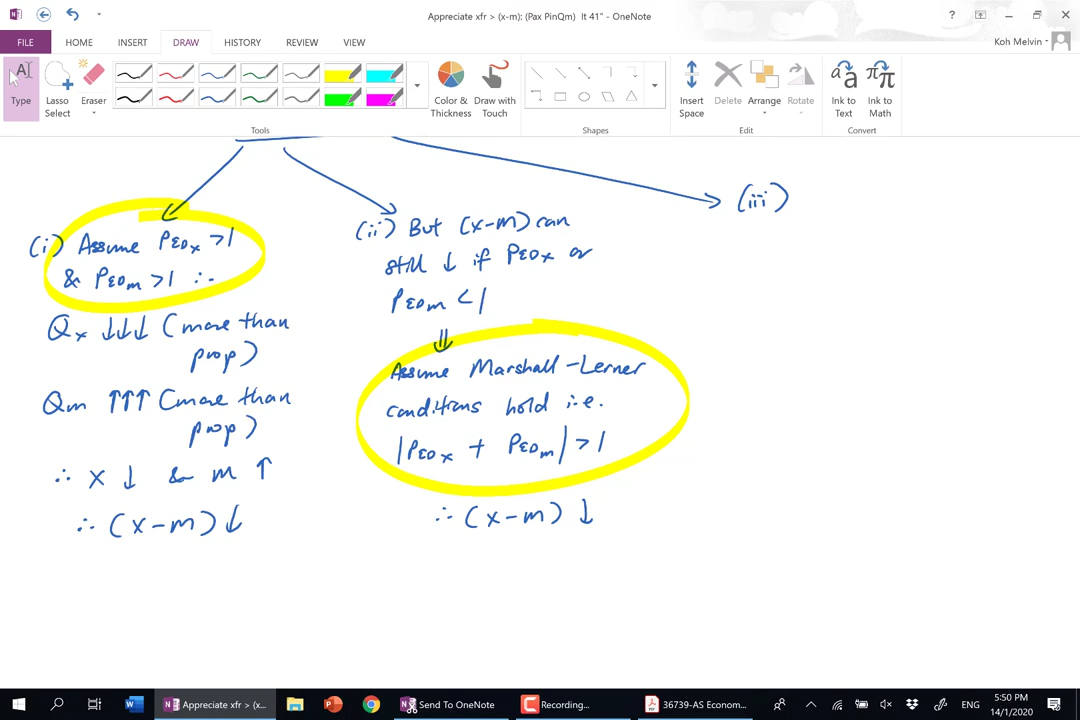 Appreciate xfr > (x-m): (Pax PinQm) It 41" - OneNote
Koh Melvin
FILE HOME INSERT DRAW HISTORY REVIEW VIEW
Type
Lasso Select
Eraser
Color & Thickness
Draw with Touch
Insert Space
Delete
Arrange
Rotate
Ink to Text
Ink to Math
Tools
Shapes
Edit
Convert
(i) Assume PEDx >1
& PEDm >1 ∴
Qx ↓↓↓ (more than
prop)
Qm ↑↑↑ (more than
prop)
∴ X ↓ & m ↑
∴ (x-m) ↓
(ii) But (x-m) can
still ↓ if PEDx or
PEDm < 1
⇓
Assume Marshall-Lerner
conditions hold i.e.
|PEDx + PEDm| > 1
∴ (x-m) ↓
(iii)
Appreciate xfr > (x...
Send To OneNote
Recording...
36739-AS Econom...
ENG
5:50 PM
14/1/2020